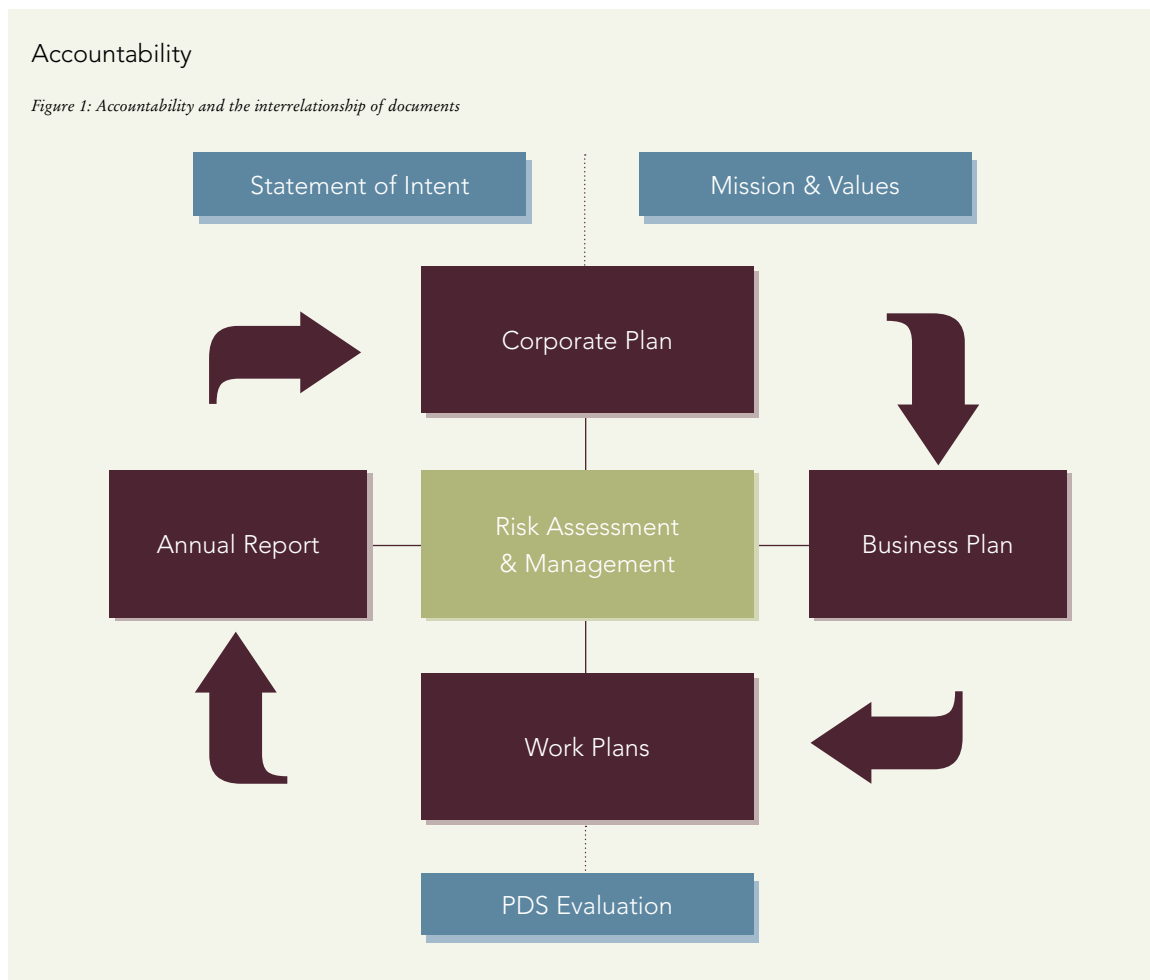 Accountability
Figure 1: Accountability and the interrelationship of documents
Statement of Intent
Mission & Values
Corporate Plan
Annual Report
Risk Assessment
& Management
Business Plan
Work Plans
PDS Evaluation